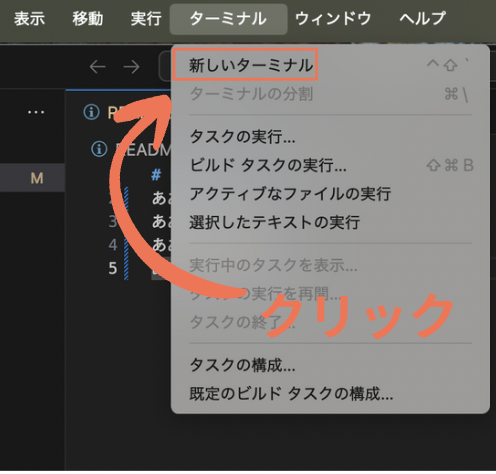 表示 移動 実行 ターミナル ウィンドウ ヘルプ
新しいターミナル ^⇧`
ターミナルの分割 ⌘\
タスクの実行...
ビルド タスクの実行... ⇧⌘B
アクティブなファイルの実行
選択したテキストの実行
実行中のタスクを表示...
タスクの実行を再開...
タスクの終了...
タスクの構成...
既定のビルド タスクの構成...
クリック
...
M
READM
#
ああ
3 ああ
4 ああ
5